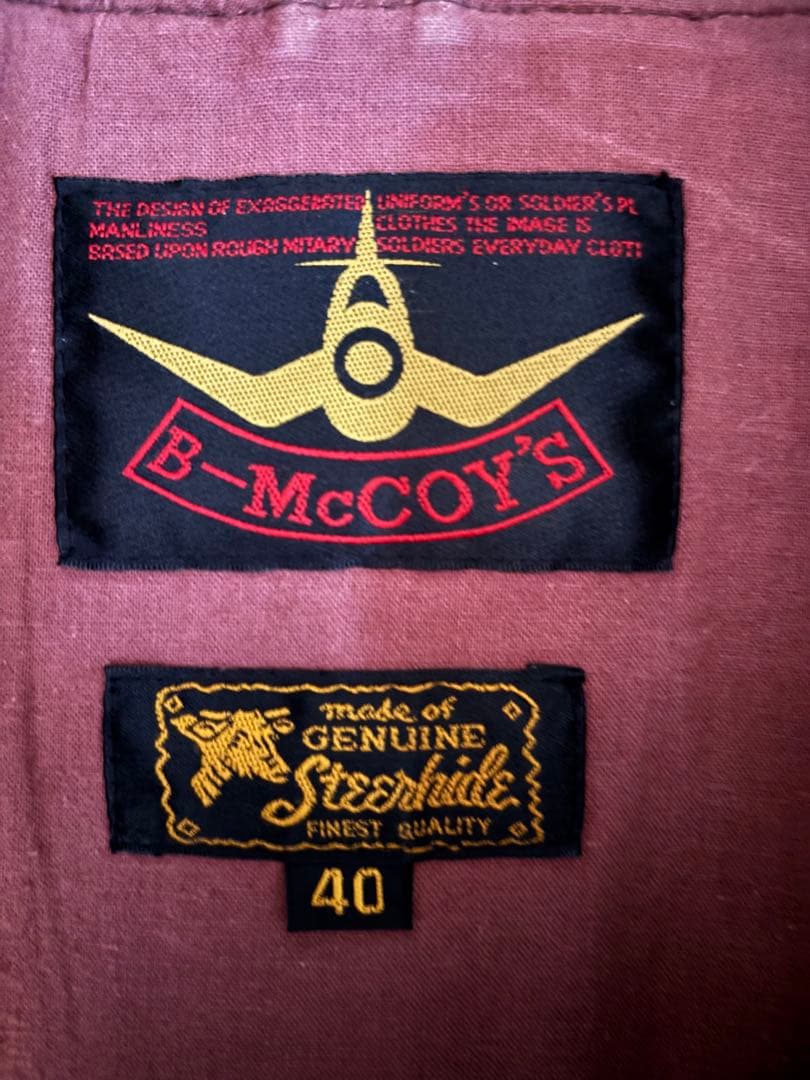 THE DESIGN OF EXAGGERATED UNIFORM'S OR SOLDIER'S PL
MANLINESS CLOTHES THE IMAGE IS
BASED UPON ROUGH MITARY SOLDIERS EVERYDAY CLOTI
B-McCOY'S
made of
GENUINE
Steerhide
FINEST QUALITY
40